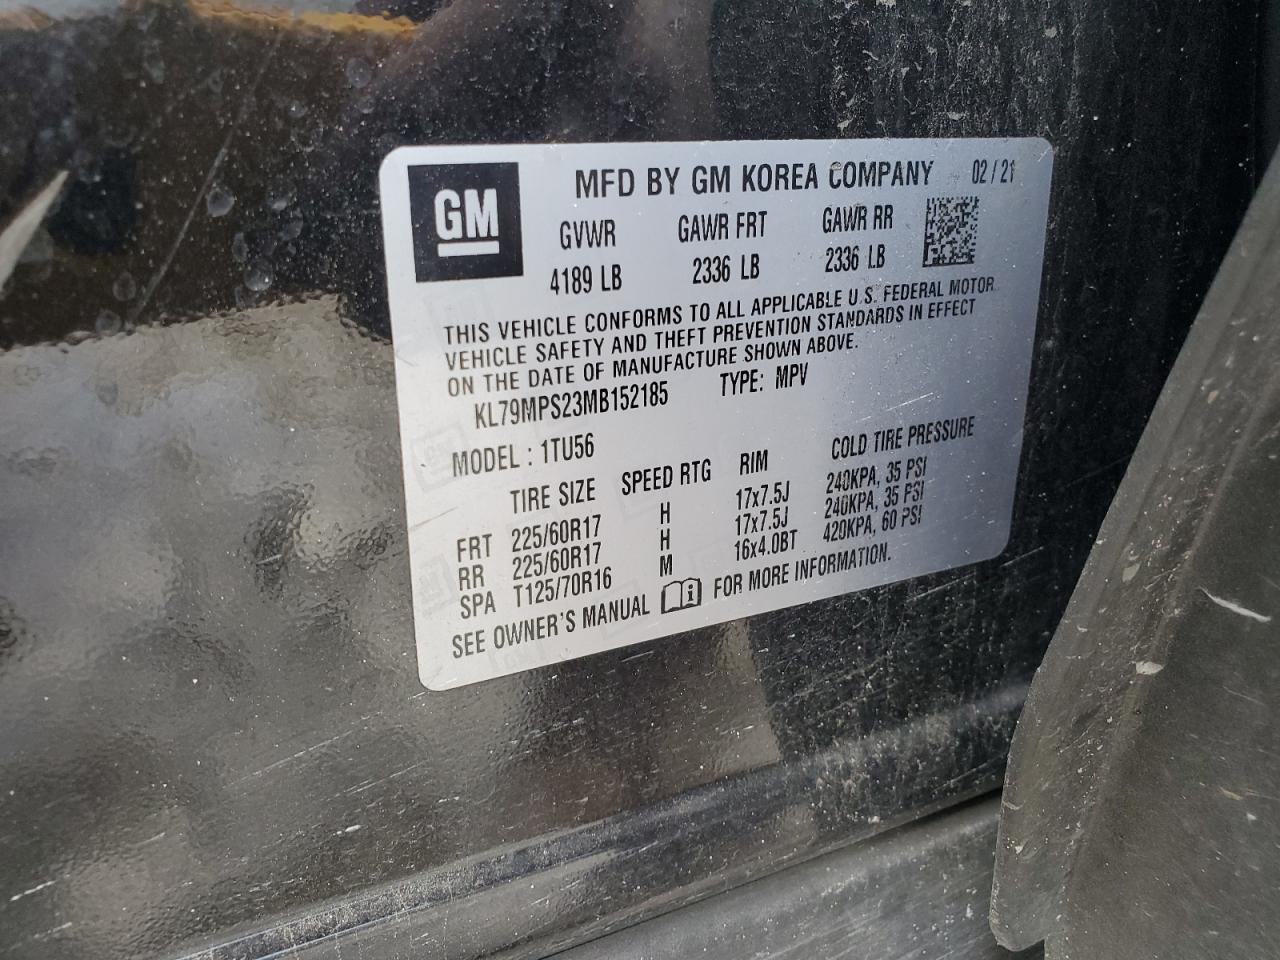 GM
MFD BY GM KOREA COMPANY 02/21
GVWR GAWR FRT GAWR RR
4189 LB 2336 LB 2336 LB
THIS VEHICLE CONFORMS TO ALL APPLICABLE U.S. FEDERAL MOTOR
VEHICLE SAFETY AND THEFT PREVENTION STANDARDS IN EFFECT
ON THE DATE OF MANUFACTURE SHOWN ABOVE.
KL79MPS23MB152185 TYPE: MPV
MODEL: 1TU56
TIRE SIZE SPEED RTG RIM COLD TIRE PRESSURE
FRT 225/60R17 H 17x7.5J 240KPA, 35 PSI
RR 225/60R17 H 17x7.5J 240KPA, 35 PSI
SPA T125/70R16 M 16x4.0BT 420KPA, 60 PSI
SEE OWNER'S MANUAL i FOR MORE INFORMATION.